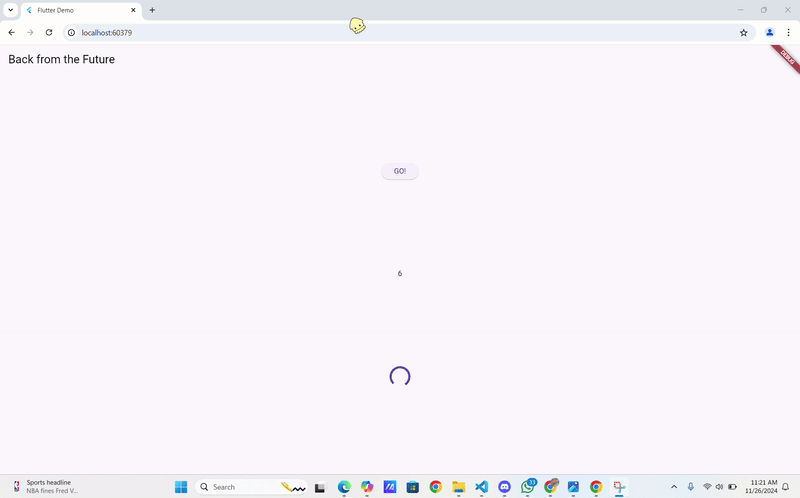 Flutter Demo
localhost:60379
Back from the Future
DEBUG
GO!
6
Sports headline
NBA fines Fred V...
Search
53
11:21 AM
11/26/2024